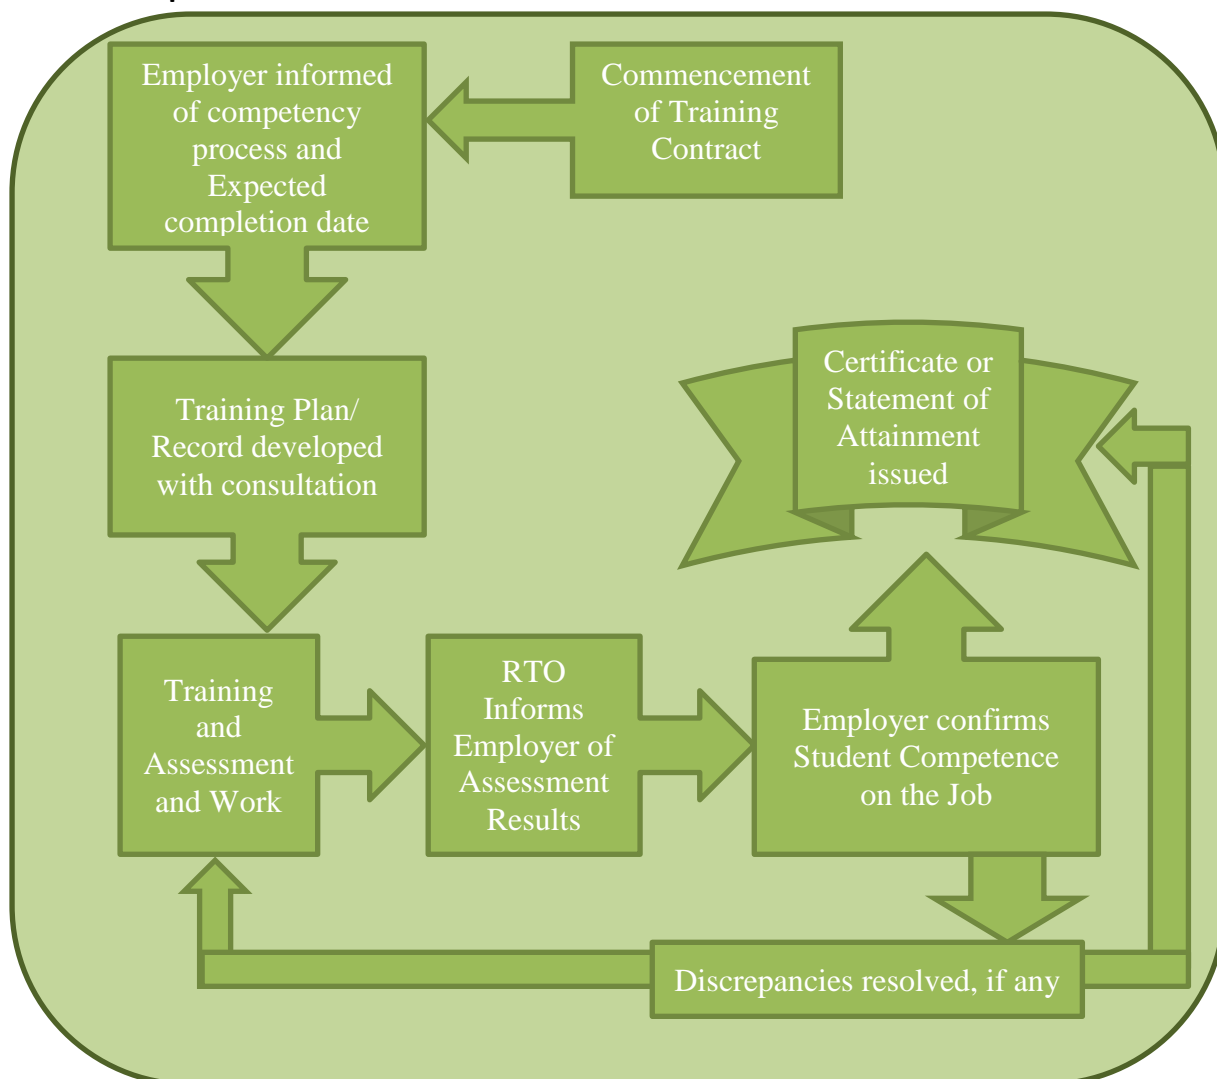 Employer informed
of competency
process and
Expected
completion date
Commencement
of Training
Contract
Training Plan/
Record developed
with consultation
Certificate or
Statement of
Attainment
issued
Training
and
Assessment
and Work
RTO
Informs
Employer of
Assessment
Results
Employer confirms
Student Competence
on the Job
Discrepancies resolved, if any